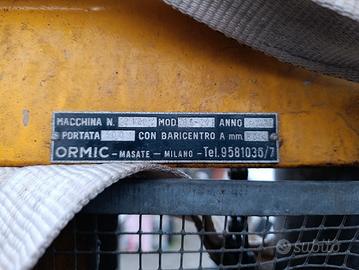 MACCHINA N. MOD. ANNO
PORTATA CON BARICENTRO A mm.
ORMIC - MASATE - MILANO - Tel. 9581036/7
subito